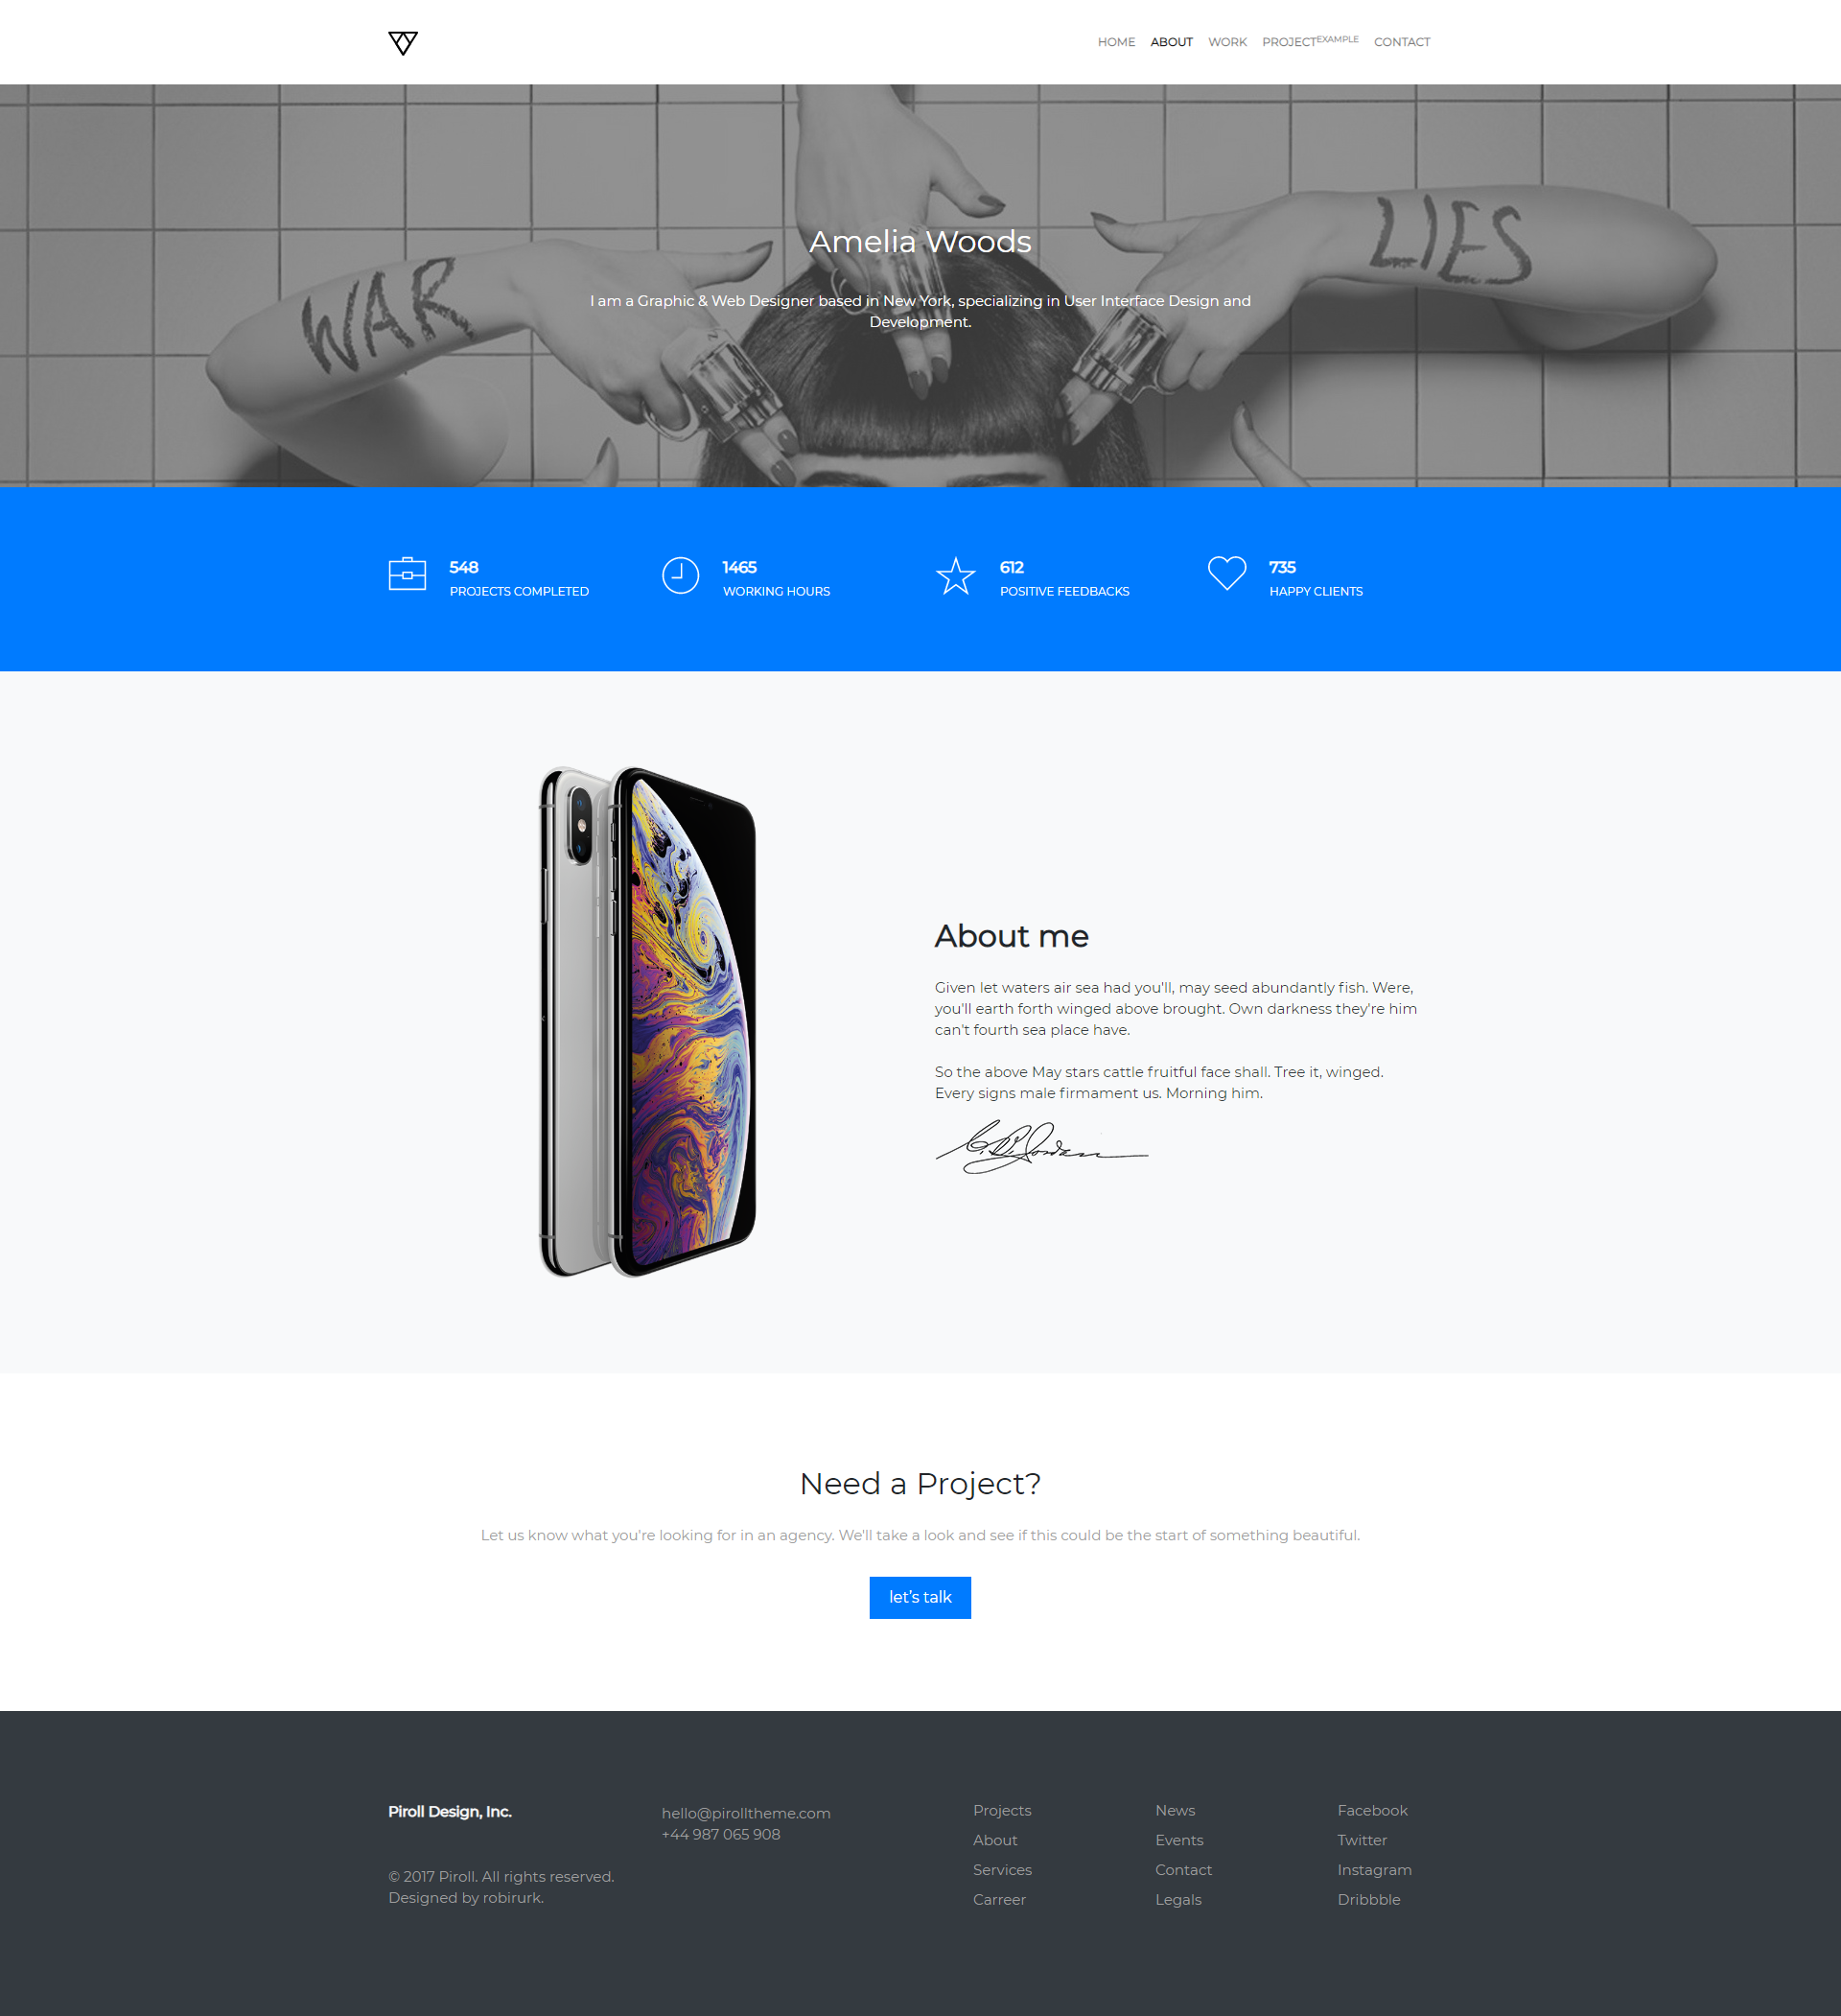 HOME ABOUT WORK PROJECTEXAMPLE CONTACT
WAR
LIES
Amelia Woods
I am a Graphic & Web Designer based in New York, specializing in User Interface Design and
Development.
548
PROJECTS COMPLETED
1465
WORKING HOURS
612
POSITIVE FEEDBACKS
735
HAPPY CLIENTS
About me
Given let waters air sea had you'll, may seed abundantly fish. Were,
you'll earth forth winged above brought. Own darkness they're him
can't fourth sea place have.
So the above May stars cattle fruitful face shall. Tree it, winged.
Every signs male firmament us. Morning him.
Need a Project?
Let us know what you're looking for in an agency. We'll take a look and see if this could be the start of something beautiful.
let's talk
Piroll Design, Inc.
© 2017 Piroll. All rights reserved.
Designed by robirurk.
hello@pirolltheme.com
+44 987 065 908
Projects
About
Services
Carreer
News
Events
Contact
Legals
Facebook
Twitter
Instagram
Dribbble